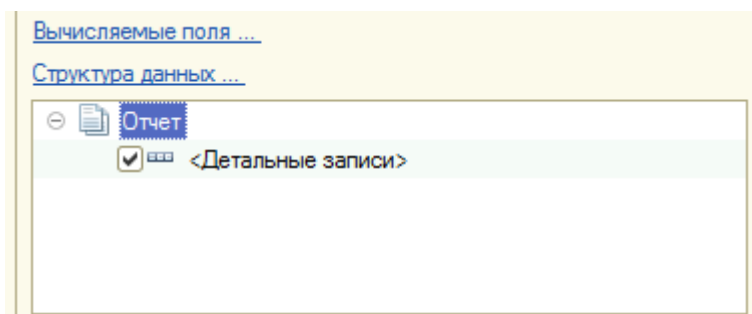 Вычисляемые поля ...
Структура данных ...
Отчет
<Детальные записи>